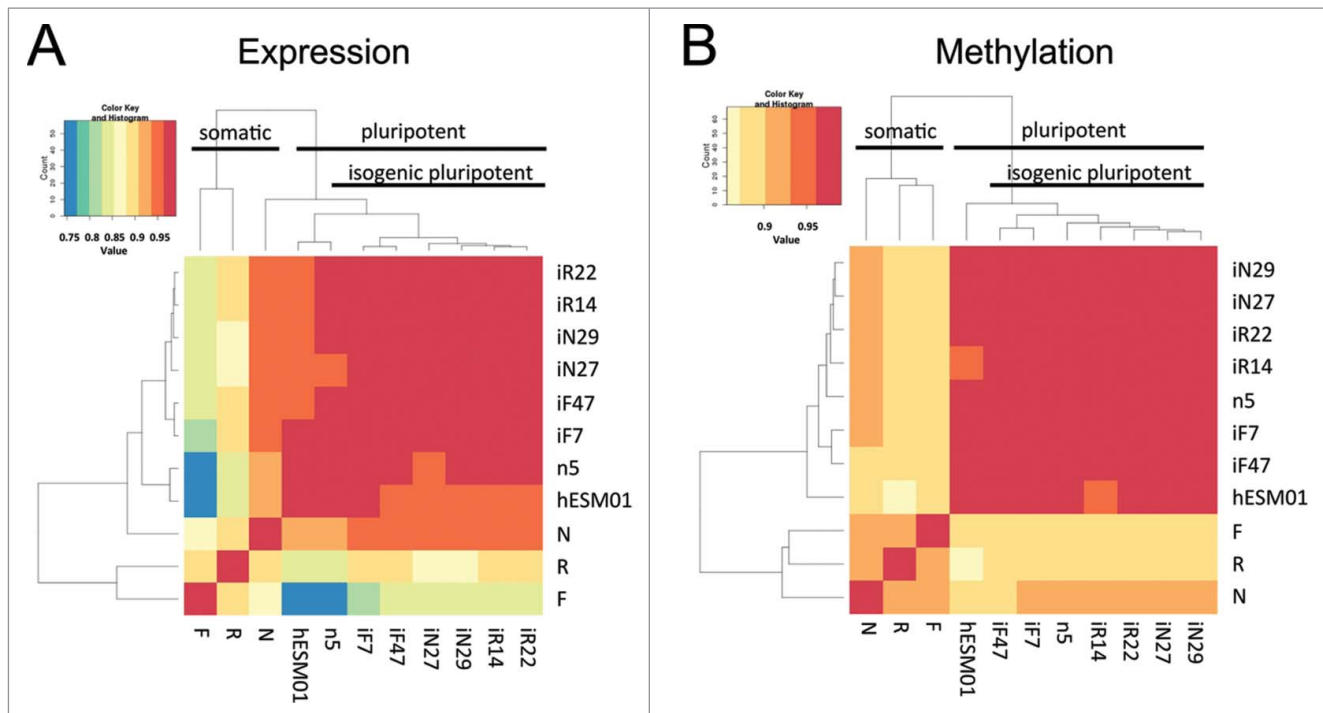 A
Expression
Color Key
and Histogram
Count
0 10 20 30 40 50
0.75 0.8 0.85 0.9 0.95
Value
somatic
pluripotent
isogenic pluripotent
iR22
iR14
iN29
iN27
iF47
iF7
n5
hESM01
N
R
F
F R N hESM01 n5 iF7 iF47 iN27 iN29 iR14 iR22
B
Methylation
Color Key
and Histogram
Count
0 10 20 30 40 50 60
0.9 0.95
Value
somatic
pluripotent
isogenic pluripotent
iN29
iN27
iR22
iR14
n5
iF7
iF47
hESM01
F
R
N
N R F hESM01 iF47 iF7 n5 iR14 iR22 iN27 iN29